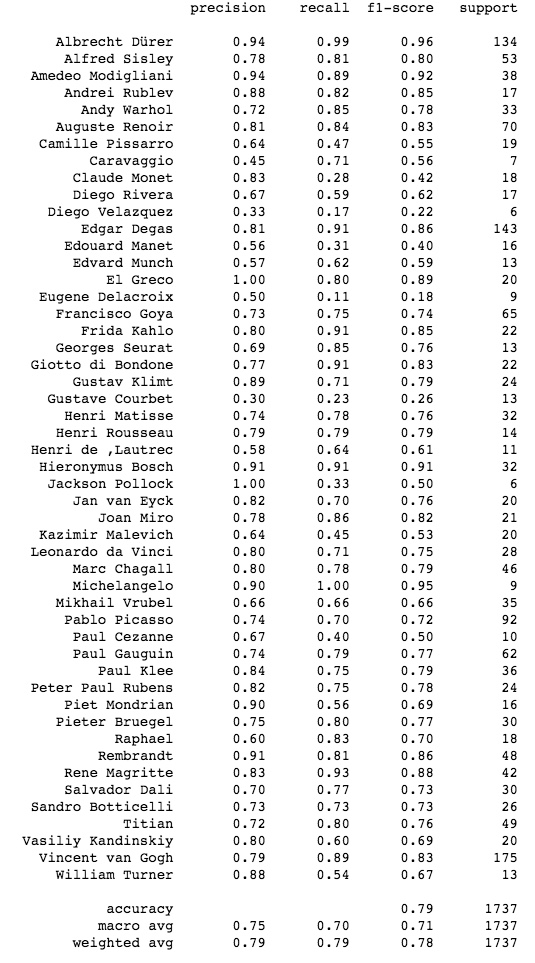 precision recall f1-score support
Albrecht Dürer 0.94 0.99 0.96 134
Alfred Sisley 0.78 0.81 0.80 53
Amedeo Modigliani 0.94 0.89 0.92 38
Andrei Rublev 0.88 0.82 0.85 17
Andy Warhol 0.72 0.85 0.78 33
Auguste Renoir 0.81 0.84 0.83 70
Camille Pissarro 0.64 0.47 0.55 19
Caravaggio 0.45 0.71 0.56 7
Claude Monet 0.83 0.28 0.42 18
Diego Rivera 0.67 0.59 0.62 17
Diego Velazquez 0.33 0.17 0.22 6
Edgar Degas 0.81 0.91 0.86 143
Edouard Manet 0.56 0.31 0.40 16
Edvard Munch 0.57 0.62 0.59 13
El Greco 1.00 0.80 0.89 20
Eugene Delacroix 0.50 0.11 0.18 9
Francisco Goya 0.73 0.75 0.74 65
Frida Kahlo 0.80 0.91 0.85 22
Georges Seurat 0.69 0.85 0.76 13
Giotto di Bondone 0.77 0.91 0.83 22
Gustav Klimt 0.89 0.71 0.79 24
Gustave Courbet 0.30 0.23 0.26 13
Henri Matisse 0.74 0.78 0.76 32
Henri Rousseau 0.79 0.79 0.79 14
Henri de ,Lautrec 0.58 0.64 0.61 11
Hieronymus Bosch 0.91 0.91 0.91 32
Jackson Pollock 1.00 0.33 0.50 6
Jan van Eyck 0.82 0.70 0.76 20
Joan Miro 0.78 0.86 0.82 21
Kazimir Malevich 0.64 0.45 0.53 20
Leonardo da Vinci 0.80 0.71 0.75 28
Marc Chagall 0.80 0.78 0.79 46
Michelangelo 0.90 1.00 0.95 9
Mikhail Vrubel 0.66 0.66 0.66 35
Pablo Picasso 0.74 0.70 0.72 92
Paul Cezanne 0.67 0.40 0.50 10
Paul Gauguin 0.74 0.79 0.77 62
Paul Klee 0.84 0.75 0.79 36
Peter Paul Rubens 0.82 0.75 0.78 24
Piet Mondrian 0.90 0.56 0.69 16
Pieter Bruegel 0.75 0.80 0.77 30
Raphael 0.60 0.83 0.70 18
Rembrandt 0.91 0.81 0.86 48
Rene Magritte 0.83 0.93 0.88 42
Salvador Dali 0.70 0.77 0.73 30
Sandro Botticelli 0.73 0.73 0.73 26
Titian 0.72 0.80 0.76 49
Vasiliy Kandinskiy 0.80 0.60 0.69 20
Vincent van Gogh 0.79 0.89 0.83 175
William Turner 0.88 0.54 0.67 13
accuracy 0.79 1737
macro avg 0.75 0.70 0.71 1737
weighted avg 0.79 0.79 0.78 1737